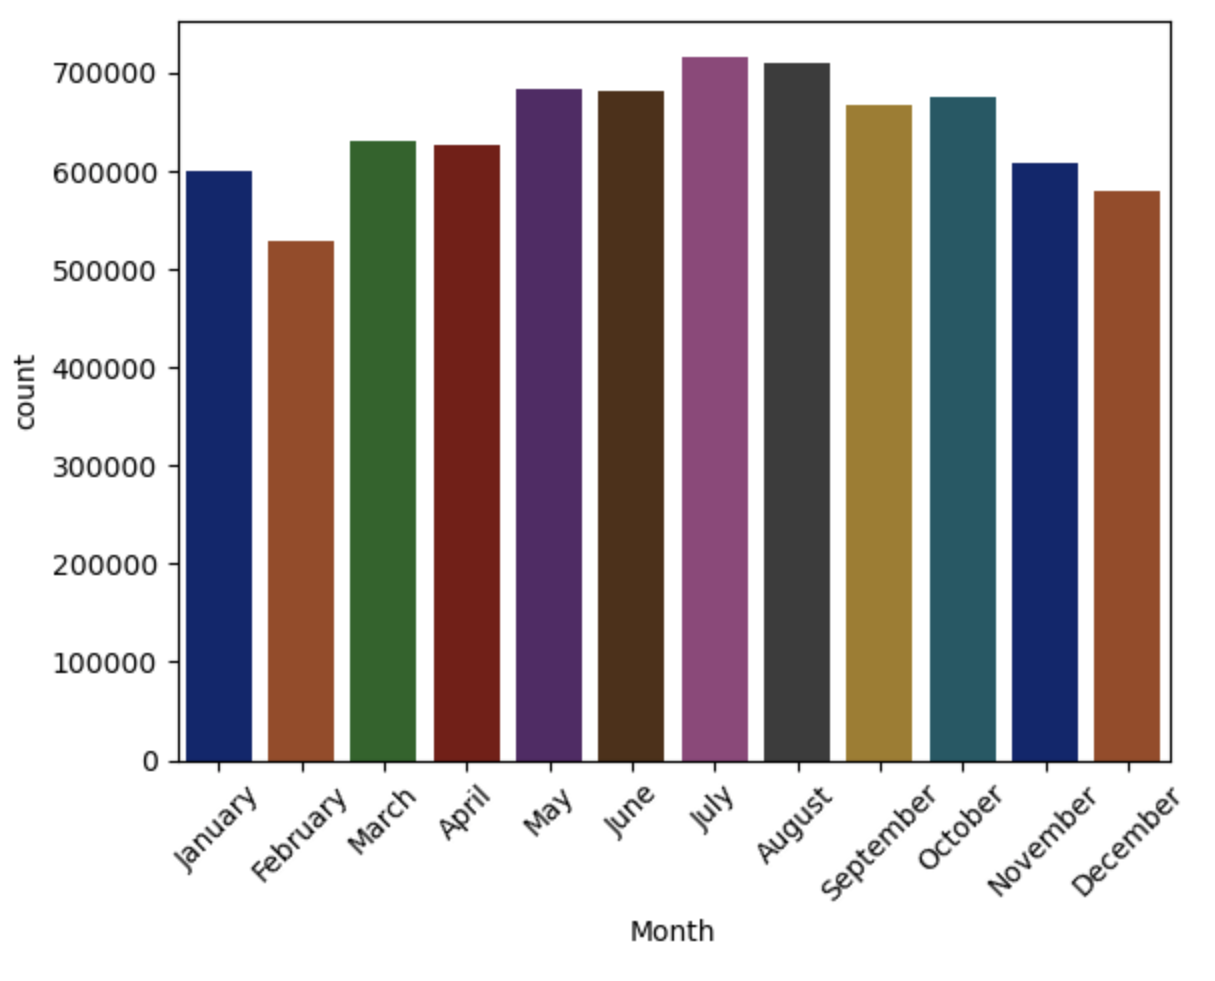 700000
600000
500000
400000
300000
200000
100000
0
count
January
February
March
April
May
June
July
August
September
October
November
December
Month